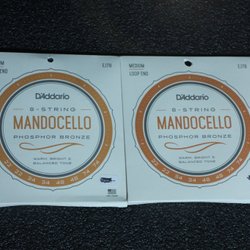 D'Addario
8-STRING
MANDOCELLO
PHOSPHOR BRONZE
WARM, BRIGHT &
BALANCED TONE
MEDIUM
LOOP END
EJ78
D'Addario
8-STRING
MANDOCELLO
PHOSPHOR BRONZE
WARM, BRIGHT &
BALANCED TONE